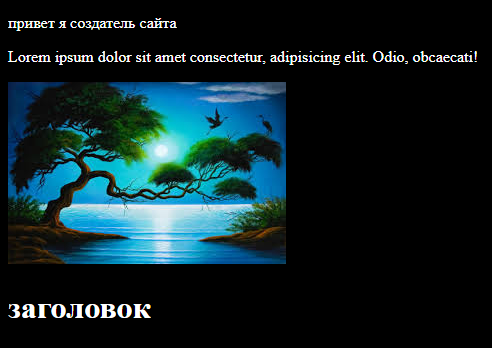 привет я создатель сайта
Lorem ipsum dolor sit amet consectetur, adipisicing elit. Odio, obcaecati!
заголовок